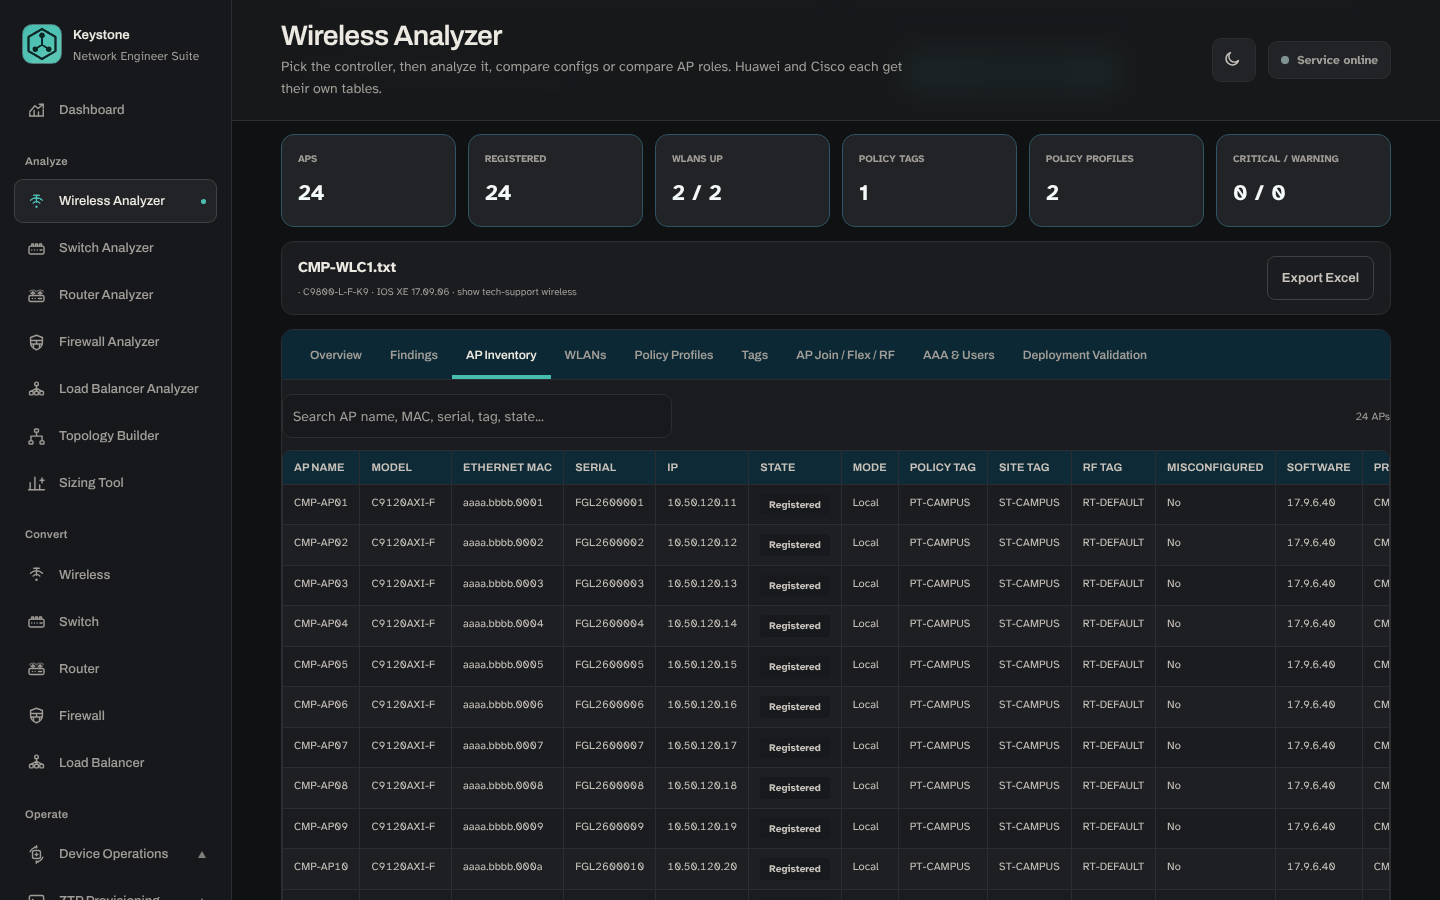 Keystone
Network Engineer Suite
Dashboard
Analyze
Wireless Analyzer
Switch Analyzer
Router Analyzer
Firewall Analyzer
Load Balancer Analyzer
Topology Builder
Sizing Tool
Convert
Wireless
Switch
Router
Firewall
Load Balancer
Operate
Device Operations
ZTP Provisioning
Wireless Analyzer
Pick the controller, then analyze it, compare configs or compare AP roles. Huawei and Cisco each get
their own tables.
Service online
APS
24
REGISTERED
24
WLANS UP
2 / 2
POLICY TAGS
1
POLICY PROFILES
2
CRITICAL / WARNING
0 / 0
CMP-WLC1.txt
· C9800-L-F-K9 · IOS XE 17.09.06 · show tech-support wireless
Export Excel
Overview Findings AP Inventory WLANs Policy Profiles Tags AP Join / Flex / RF AAA & Users Deployment Validation
Search AP name, MAC, serial, tag, state...
24 APs
AP NAME MODEL ETHERNET MAC SERIAL IP STATE MODE POLICY TAG SITE TAG RF TAG MISCONFIGURED SOFTWARE PR
CMP-AP01 C9120AXI-F aaaa.bbbb.0001 FGL2600001 10.50.120.11 Registered Local PT-CAMPUS ST-CAMPUS RT-DEFAULT No 17.9.6.40 CM
CMP-AP02 C9120AXI-F aaaa.bbbb.0002 FGL2600002 10.50.120.12 Registered Local PT-CAMPUS ST-CAMPUS RT-DEFAULT No 17.9.6.40 CM
CMP-AP03 C9120AXI-F aaaa.bbbb.0003 FGL2600003 10.50.120.13 Registered Local PT-CAMPUS ST-CAMPUS RT-DEFAULT No 17.9.6.40 CM
CMP-AP04 C9120AXI-F aaaa.bbbb.0004 FGL2600004 10.50.120.14 Registered Local PT-CAMPUS ST-CAMPUS RT-DEFAULT No 17.9.6.40 CM
CMP-AP05 C9120AXI-F aaaa.bbbb.0005 FGL2600005 10.50.120.15 Registered Local PT-CAMPUS ST-CAMPUS RT-DEFAULT No 17.9.6.40 CM
CMP-AP06 C9120AXI-F aaaa.bbbb.0006 FGL2600006 10.50.120.16 Registered Local PT-CAMPUS ST-CAMPUS RT-DEFAULT No 17.9.6.40 CM
CMP-AP07 C9120AXI-F aaaa.bbbb.0007 FGL2600007 10.50.120.17 Registered Local PT-CAMPUS ST-CAMPUS RT-DEFAULT No 17.9.6.40 CM
CMP-AP08 C9120AXI-F aaaa.bbbb.0008 FGL2600008 10.50.120.18 Registered Local PT-CAMPUS ST-CAMPUS RT-DEFAULT No 17.9.6.40 CM
CMP-AP09 C9120AXI-F aaaa.bbbb.0009 FGL2600009 10.50.120.19 Registered Local PT-CAMPUS ST-CAMPUS RT-DEFAULT No 17.9.6.40 CM
CMP-AP10 C9120AXI-F aaaa.bbbb.000a FGL2600010 10.50.120.20 Registered Local PT-CAMPUS ST-CAMPUS RT-DEFAULT No 17.9.6.40 CM